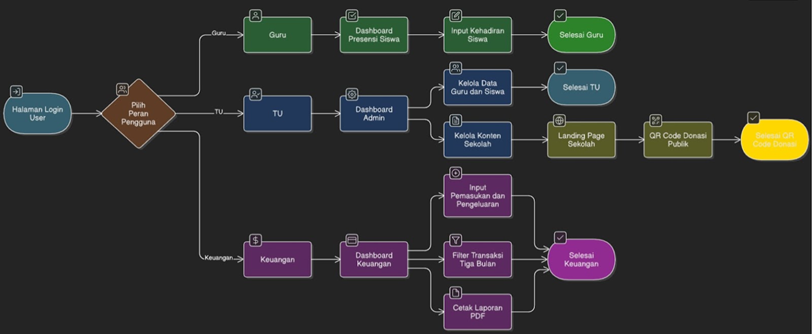 Halaman Login
User
Pilih
Peran
Pengguna
Guru
Guru
Dashboard
Presensi Siswa
Input Kehadiran
Siswa
Selesai Guru
TU
TU
Dashboard
Admin
Kelola Data
Guru dan Siswa
Selesai TU
Kelola Konten
Sekolah
Landing Page
Sekolah
QR Code Donasi
Publik
Selesai QR
Code Donasi
Keuangan
Keuangan
Dashboard
Keuangan
Input
Pemasukan dan
Pengeluaran
Filter Transaksi
Tiga Bulan
Cetak Laporan
PDF
Selesai
Keuangan